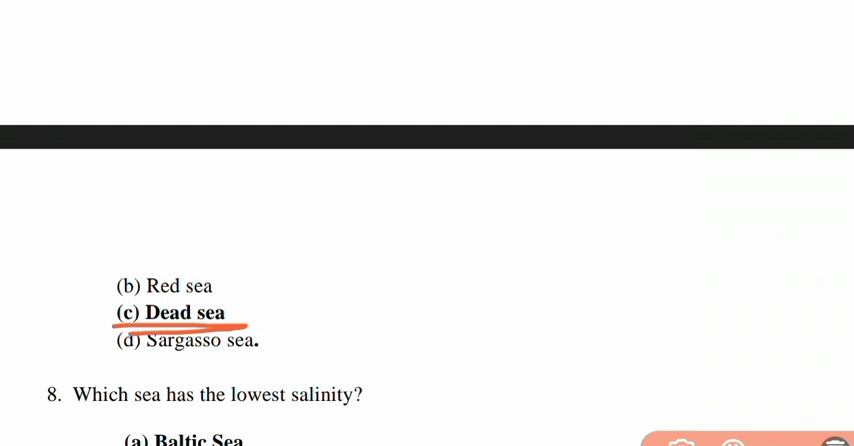 (b) Red sea
(c) Dead sea
(d) Sargasso sea.
8. Which sea has the lowest salinity?
(a) Baltic Sea